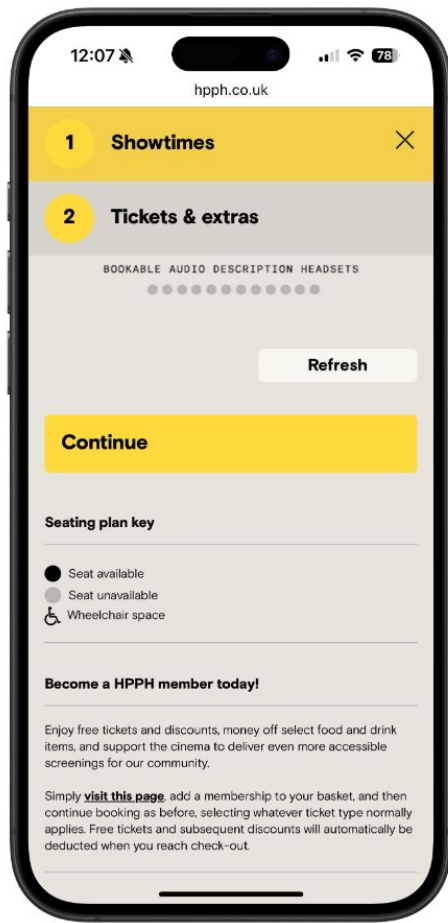 12:07
78
hpph.co.uk
1 Showtimes
2 Tickets & extras
BOOKABLE AUDIO DESCRIPTION HEADSETS
Refresh
Continue
Seating plan key
Seat available
Seat unavailable
Wheelchair space
Become a HPPH member today!
Enjoy free tickets and discounts, money off select food and drink
items, and support the cinema to deliver even more accessible
screenings for our community.
Simply visit this page, add a membership to your basket, and then
continue booking as before, selecting whatever ticket type normally
applies. Free tickets and subsequent discounts will automatically be
deducted when you reach check-out.